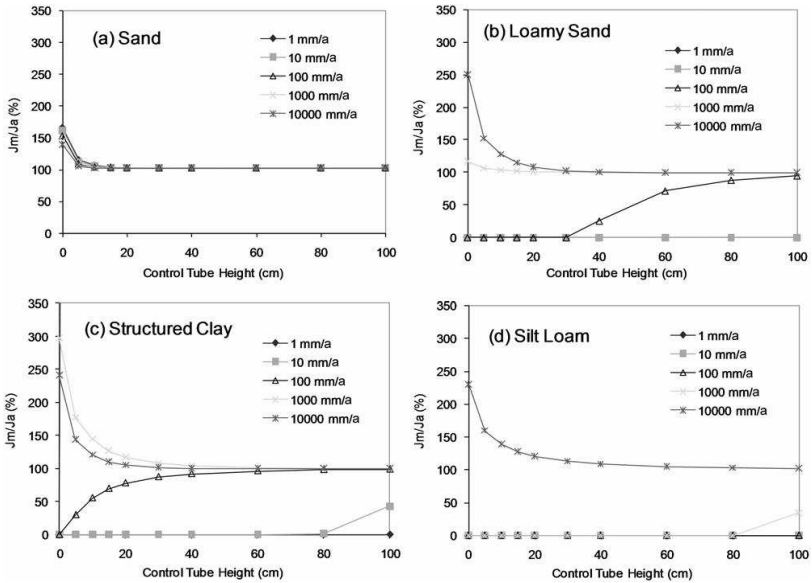 (a) Sand
350
300
250
200
150
100
50
0
Jm/Ja (%)
0 20 40 60 80 100
Control Tube Height (cm)
1 mm/a
10 mm/a
100 mm/a
1000 mm/a
10000 mm/a
(b) Loamy Sand
350
300
250
200
150
100
50
0
Jm/Ja (%)
0 20 40 60 80 100
Control Tube Height (cm)
1 mm/a
10 mm/a
100 mm/a
1000 mm/a
10000 mm/a
(c) Structured Clay
350
300
250
200
150
100
50
0
Jm/Ja (%)
0 20 40 60 80 100
Control Tube Height (cm)
1 mm/a
10 mm/a
100 mm/a
1000 mm/a
10000 mm/a
(d) Silt Loam
350
300
250
200
150
100
50
0
Jm/Ja (%)
0 20 40 60 80 100
Control Tube Height (cm)
1 mm/a
10 mm/a
100 mm/a
1000 mm/a
10000 mm/a